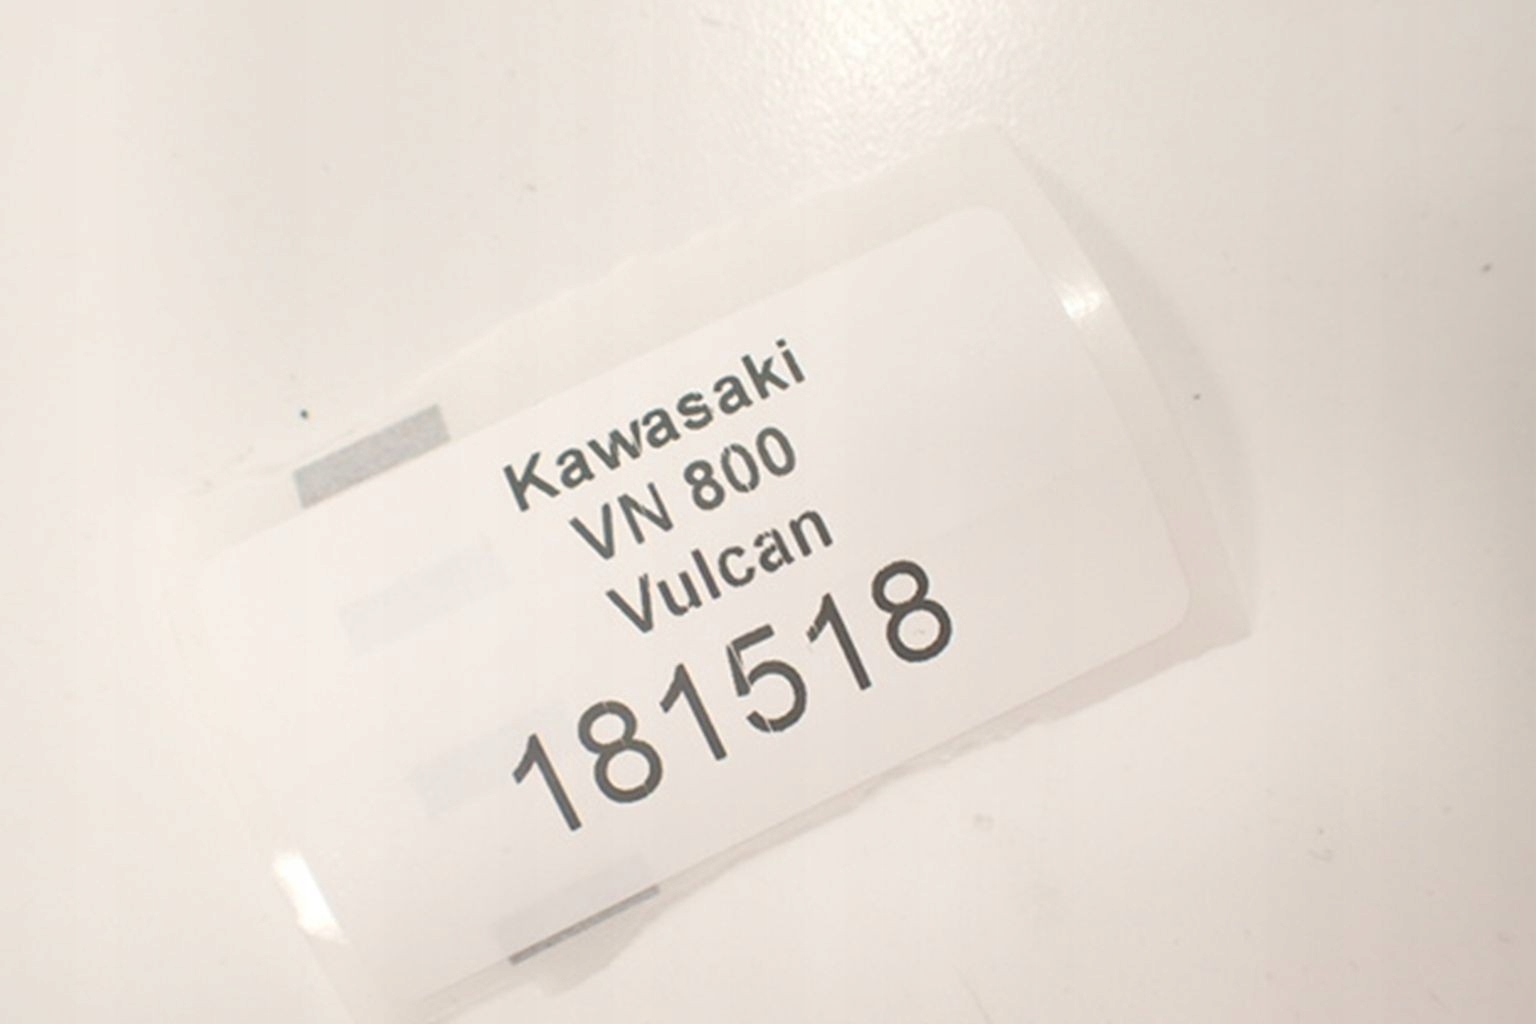 Kawasaki
VN 800
Vulcan
181518